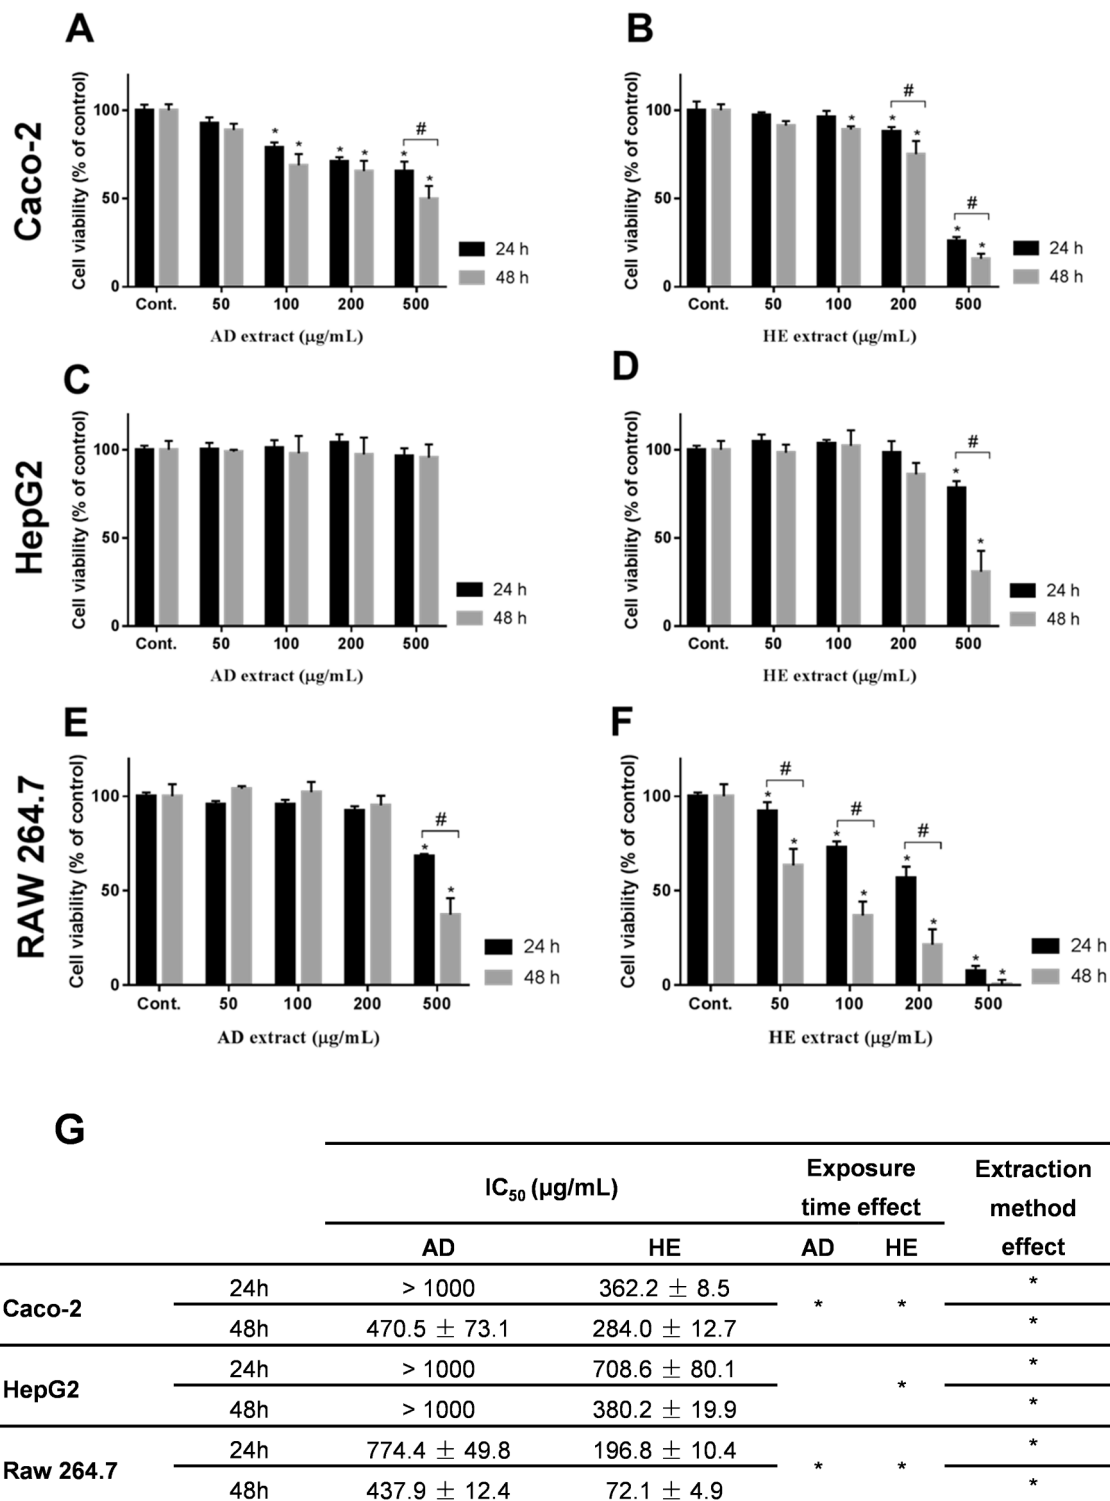 A
B
Caco-2
Cell viability (% of control)
100
50
0
*
*
*
*
*
*
#
Cont.
50
100
200
500
AD extract (µg/mL)
24 h
48 h
Cell viability (% of control)
100
50
0
*
*
*
*
*
#
#
Cont.
50
100
200
500
HE extract (µg/mL)
24 h
48 h
C
D
HepG2
Cell viability (% of control)
100
50
0
Cont.
50
100
200
500
AD extract (µg/mL)
24 h
48 h
Cell viability (% of control)
100
50
0
*
*
#
Cont.
50
100
200
500
HE extract (µg/mL)
24 h
48 h
E
F
RAW 264.7
Cell viability (% of control)
100
50
0
*
*
#
Cont.
50
100
200
500
AD extract (µg/mL)
24 h
48 h
Cell viability (% of control)
100
50
0
*
*
*
*
*
*
*
*
#
#
#
Cont.
50
100
200
500
HE extract (µg/mL)
24 h
48 h
G
IC50 (µg/mL) Exposure time effect Extraction method effect
AD HE AD HE
Caco-2 24h > 1000 362.2 ± 8.5 * * *
48h 470.5 ± 73.1 284.0 ± 12.7 *
HepG2 24h > 1000 708.6 ± 80.1 * *
48h > 1000 380.2 ± 19.9 *
Raw 264.7 24h 774.4 ± 49.8 196.8 ± 10.4 * * *
48h 437.9 ± 12.4 72.1 ± 4.9 *